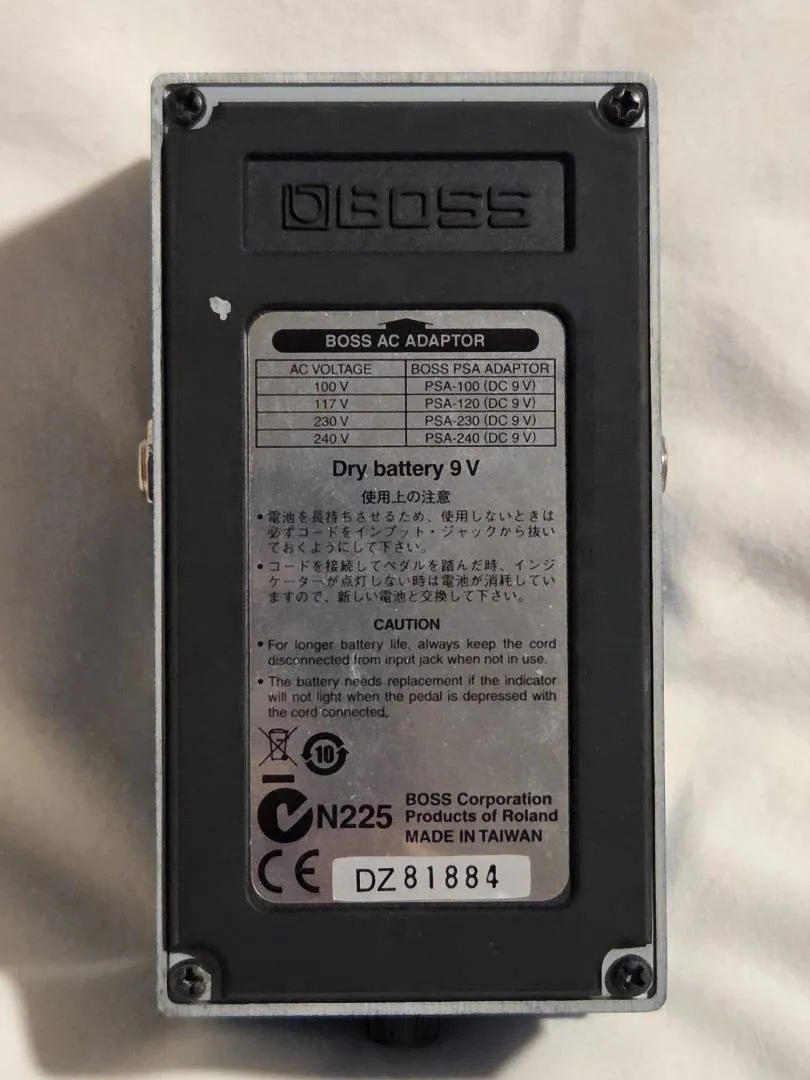 BOSS
BOSS AC ADAPTOR
AC VOLTAGE BOSS PSA ADAPTOR
100 V PSA-100 (DC 9 V)
117 V PSA-120 (DC 9 V)
230 V PSA-230 (DC 9 V)
240 V PSA-240 (DC 9 V)
Dry battery 9 V
使用上の注意
• 電池を長持ちさせるため、使用しないときは
必ずコードをインプット・ジャックから抜い
ておくようにして下さい。
• コードを接続してペダルを踏んだ時、インジ
ケーターが点灯しない時は電池が消耗してい
ますので、新しい電池と交換して下さい。
CAUTION
• For longer battery life, always keep the cord
disconnected from input jack when not in use.
• The battery needs replacement if the indicator
will not light when the pedal is depressed with
the cord connected.
10
N225
BOSS Corporation
Products of Roland
MADE IN TAIWAN
CE
DZ 81884